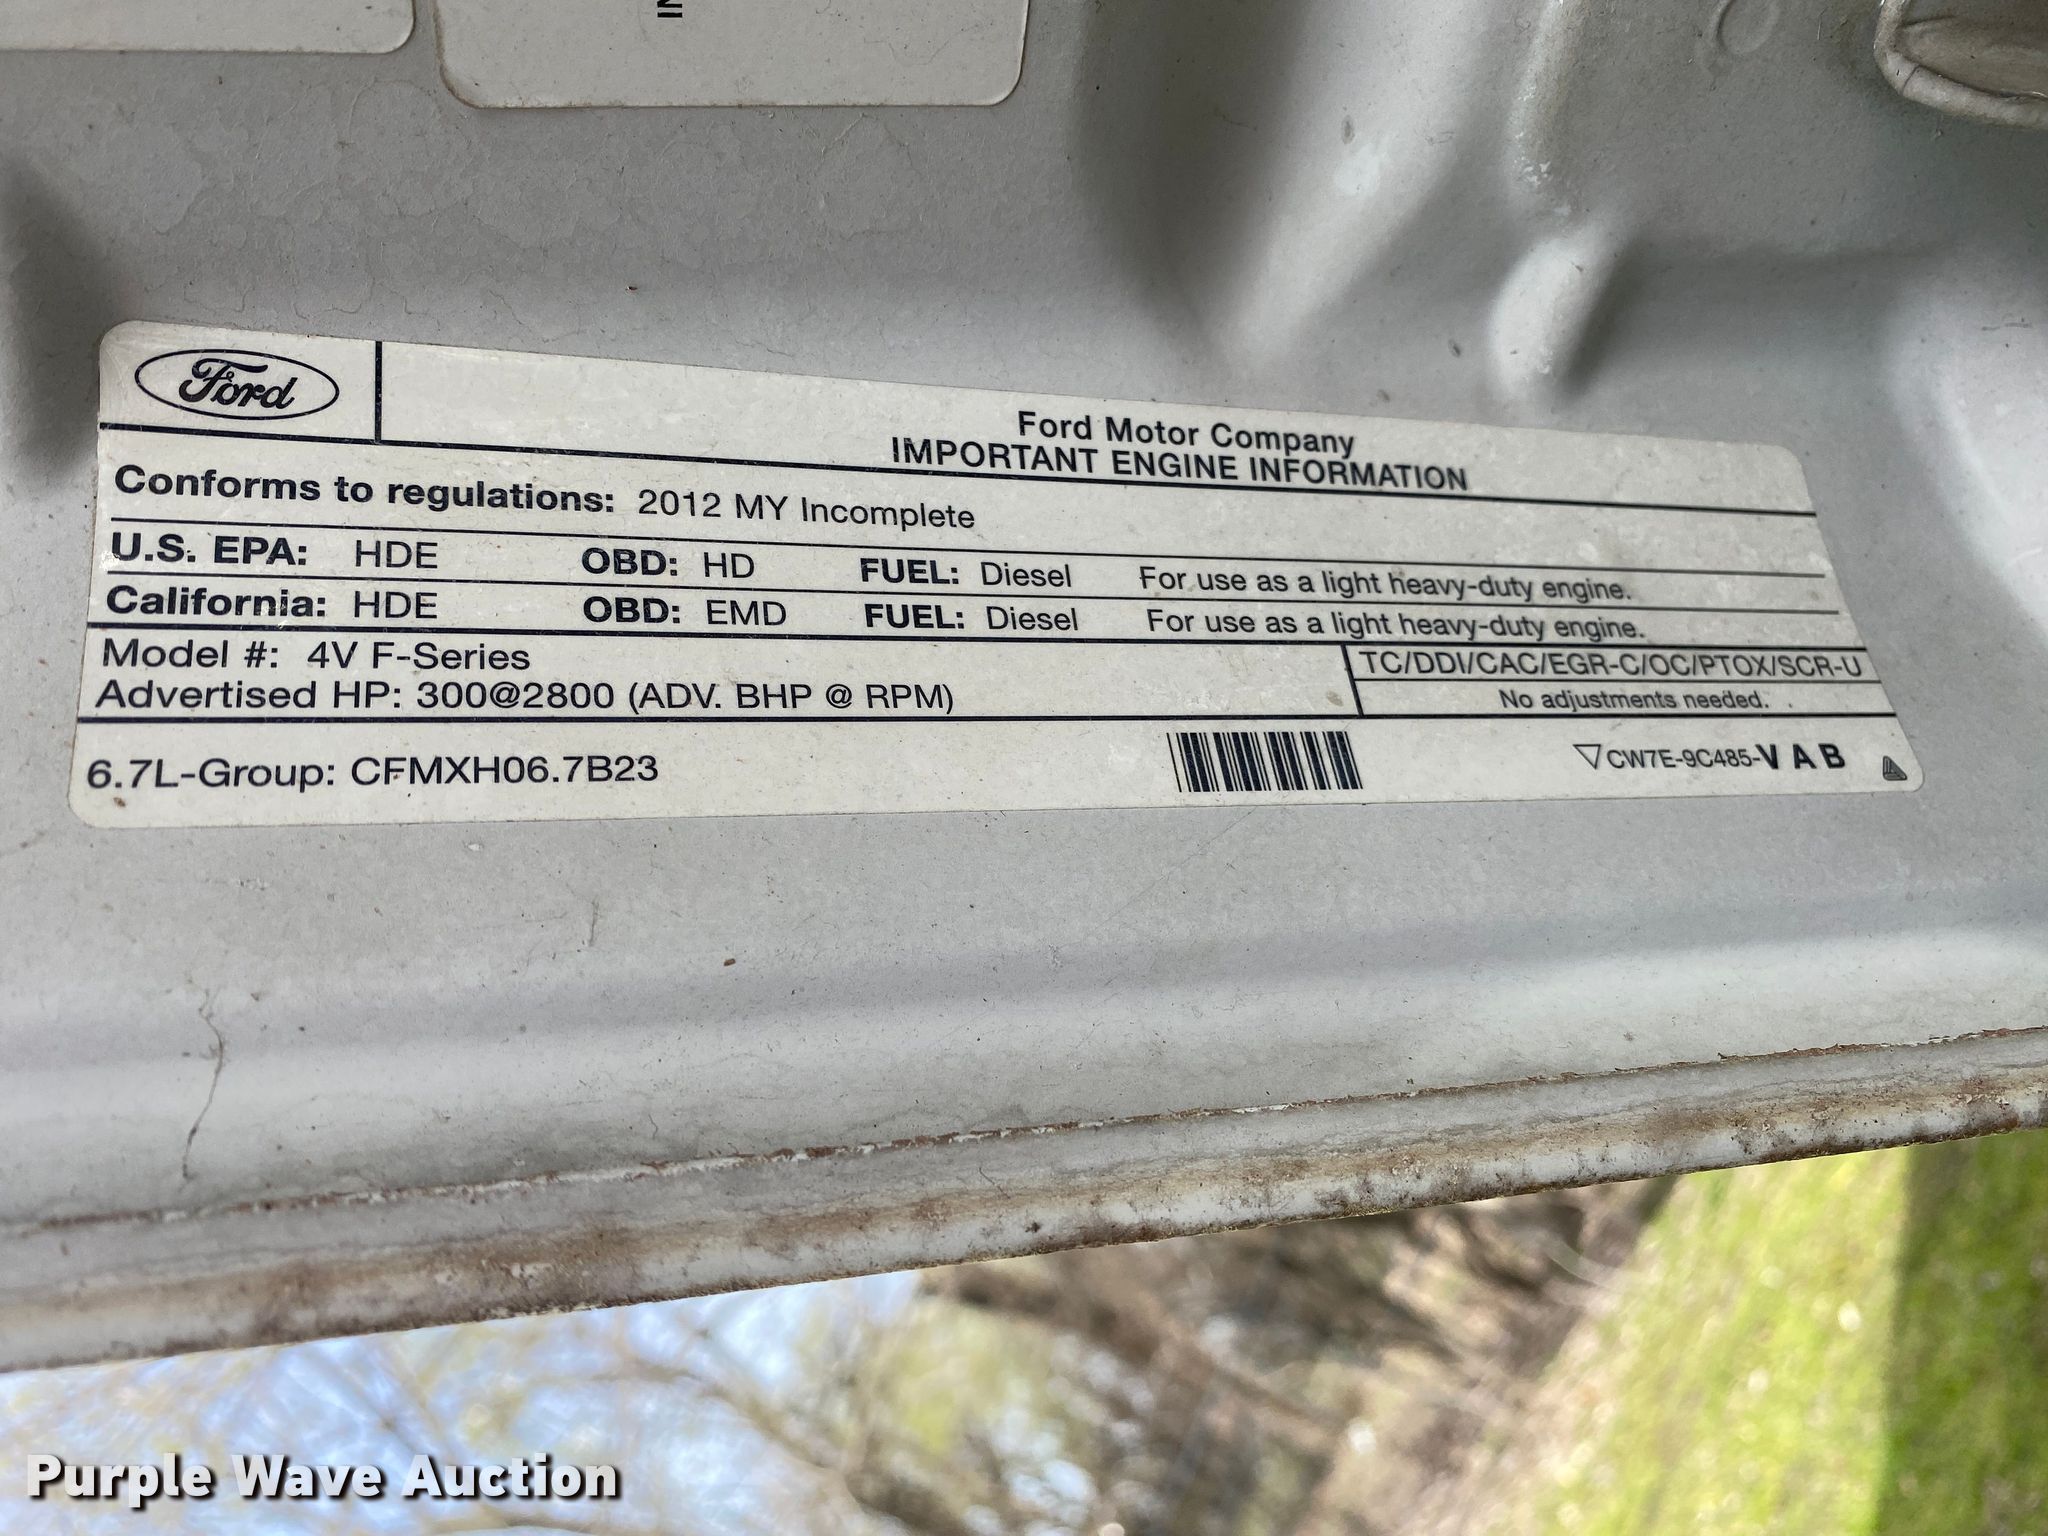 IN
Ford
Ford Motor Company
IMPORTANT ENGINE INFORMATION
Conforms to regulations: 2012 MY Incomplete
U.S. EPA: HDE OBD: HD FUEL: Diesel For use as a light heavy-duty engine.
California: HDE OBD: EMD FUEL: Diesel For use as a light heavy-duty engine.
Model #: 4V F-Series
Advertised HP: 300@2800 (ADV. BHP @ RPM)
TC/DDI/CAC/EGR-C/OC/PTOX/SCR-U
No adjustments needed.
6.7L-Group: CFMXH06.7B23
▽CW7E-9C485-VAB
Purple Wave Auction